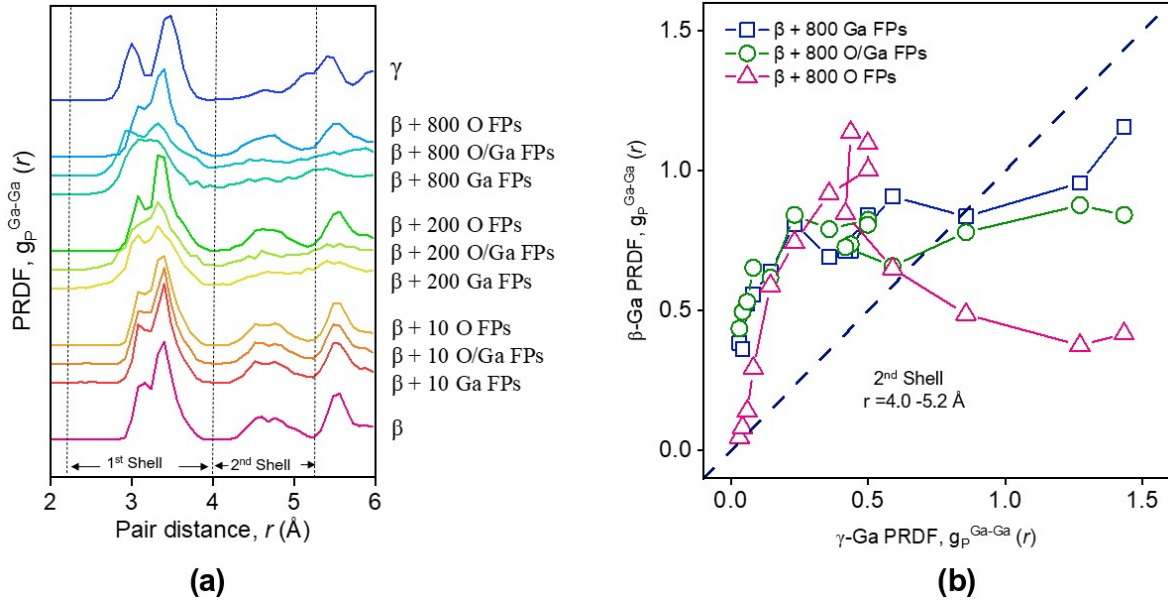 PRDF, g_P^Ga-Ga (r)
γ
β + 800 O FPs
β + 800 O/Ga FPs
β + 800 Ga FPs
β + 200 O FPs
β + 200 O/Ga FPs
β + 200 Ga FPs
β + 10 O FPs
β + 10 O/Ga FPs
β + 10 Ga FPs
β
1st Shell
2nd Shell
2 3 4 5 6
Pair distance, r (Å)
(a)
β-Ga PRDF, g_P^Ga-Ga (r)
1.5
1.0
0.5
0.0
β + 800 Ga FPs
β + 800 O/Ga FPs
β + 800 O FPs
2nd Shell
r =4.0 -5.2 Å
0.0 0.5 1.0 1.5
γ-Ga PRDF, g_P^Ga-Ga (r)
(b)